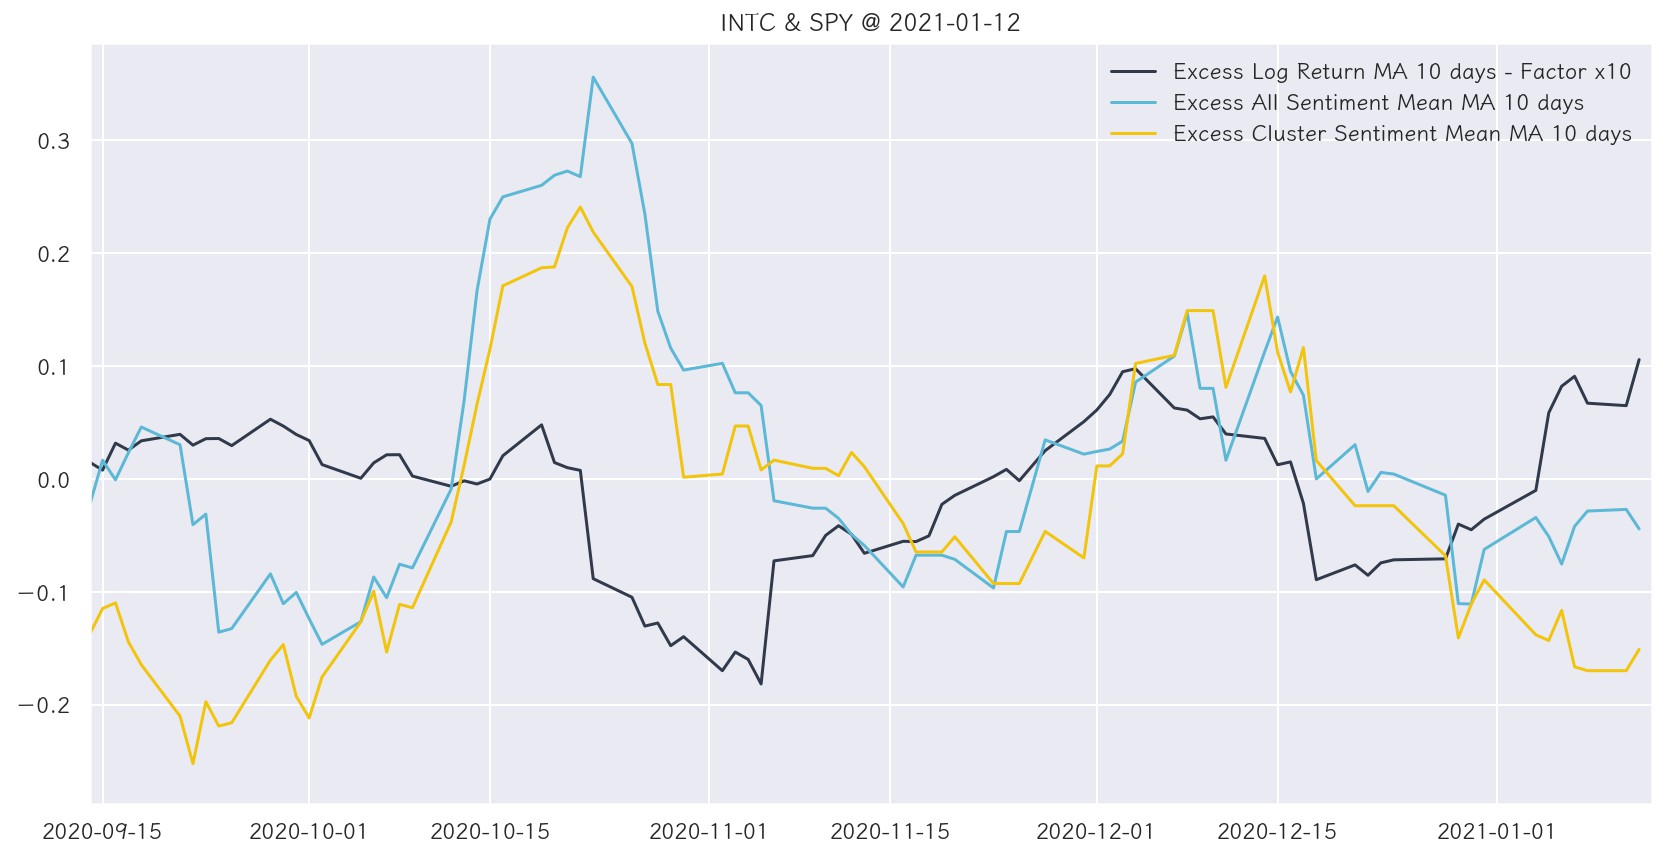 INTC & SPY @ 2021-01-12
Excess Log Return MA 10 days - Factor x10
Excess All Sentiment Mean MA 10 days
Excess Cluster Sentiment Mean MA 10 days
0.3
0.2
0.1
0.0
−0.1
−0.2
2020-09-15 2020-10-01 2020-10-15 2020-11-01 2020-11-15 2020-12-01 2020-12-15 2021-01-01